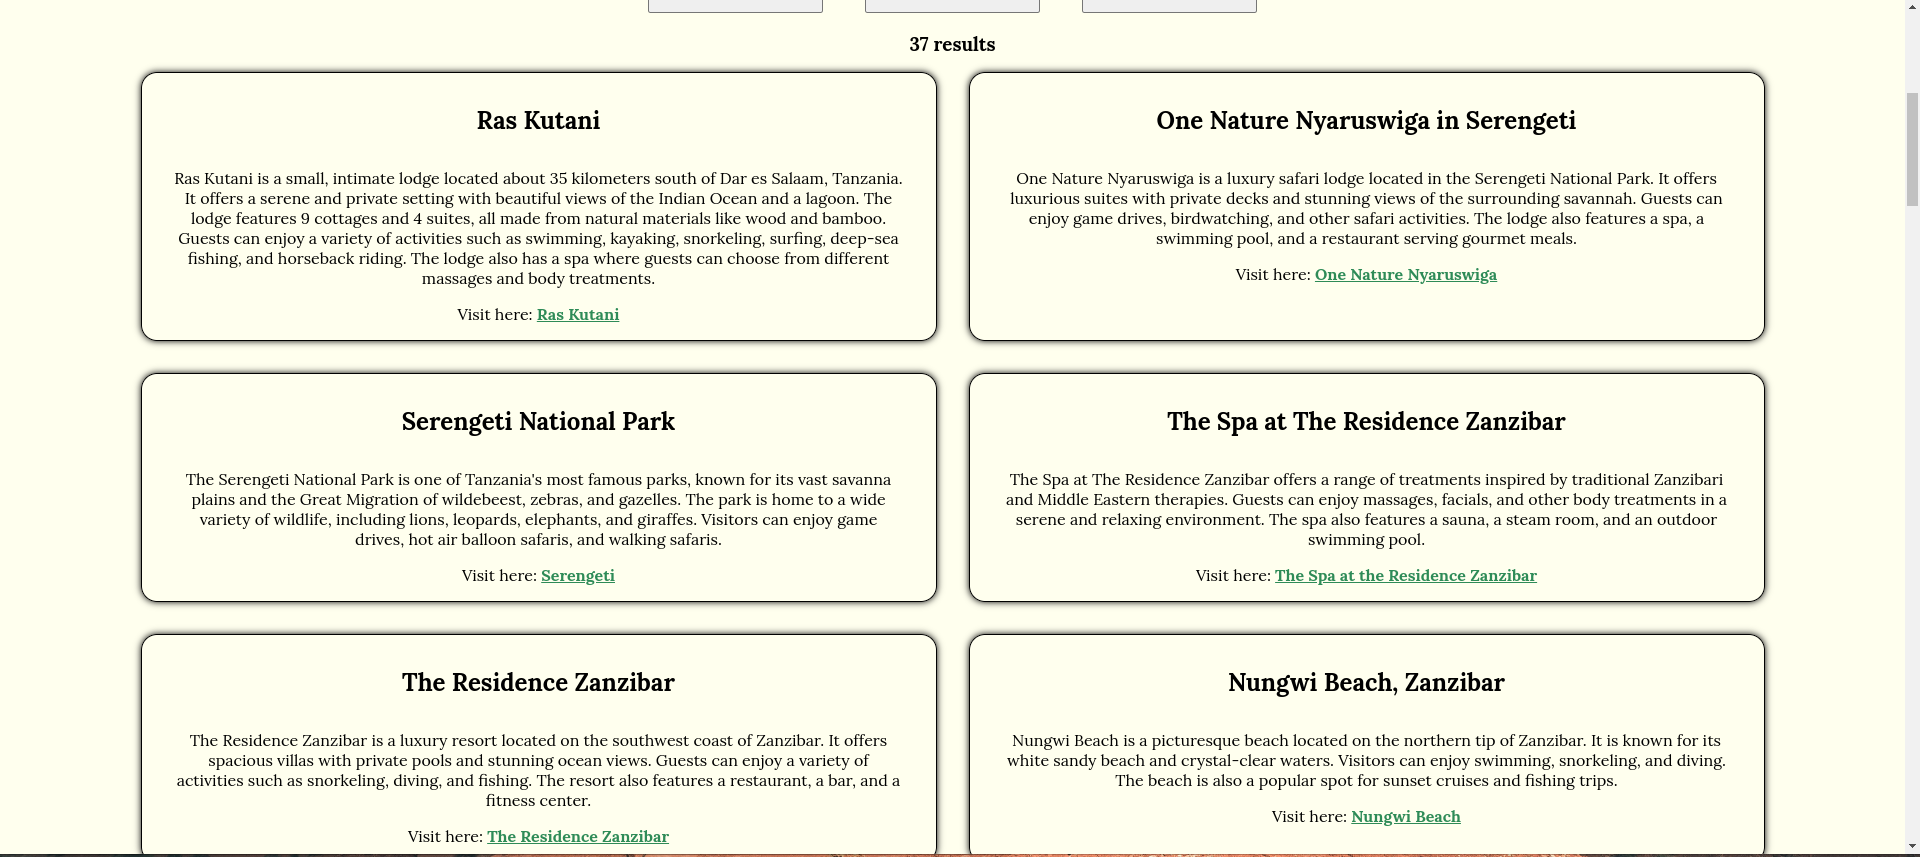 37 results
Ras Kutani
Ras Kutani is a small, intimate lodge located about 35 kilometers south of Dar es Salaam, Tanzania.
It offers a serene and private setting with beautiful views of the Indian Ocean and a lagoon. The
lodge features 9 cottages and 4 suites, all made from natural materials like wood and bamboo.
Guests can enjoy a variety of activities such as swimming, kayaking, snorkeling, surfing, deep-sea
fishing, and horseback riding. The lodge also has a spa where guests can choose from different
massages and body treatments.
Visit here: Ras Kutani
One Nature Nyaruswiga in Serengeti
One Nature Nyaruswiga is a luxury safari lodge located in the Serengeti National Park. It offers
luxurious suites with private decks and stunning views of the surrounding savannah. Guests can
enjoy game drives, birdwatching, and other safari activities. The lodge also features a spa, a
swimming pool, and a restaurant serving gourmet meals.
Visit here: One Nature Nyaruswiga
Serengeti National Park
The Serengeti National Park is one of Tanzania's most famous parks, known for its vast savanna
plains and the Great Migration of wildebeest, zebras, and gazelles. The park is home to a wide
variety of wildlife, including lions, leopards, elephants, and giraffes. Visitors can enjoy game
drives, hot air balloon safaris, and walking safaris.
Visit here: Serengeti
The Spa at The Residence Zanzibar
The Spa at The Residence Zanzibar offers a range of treatments inspired by traditional Zanzibari
and Middle Eastern therapies. Guests can enjoy massages, facials, and other body treatments in a
serene and relaxing environment. The spa also features a sauna, a steam room, and an outdoor
swimming pool.
Visit here: The Spa at the Residence Zanzibar
The Residence Zanzibar
The Residence Zanzibar is a luxury resort located on the southwest coast of Zanzibar. It offers
spacious villas with private pools and stunning ocean views. Guests can enjoy a variety of
activities such as snorkeling, diving, and fishing. The resort also features a restaurant, a bar, and a
fitness center.
Visit here: The Residence Zanzibar
Nungwi Beach, Zanzibar
Nungwi Beach is a picturesque beach located on the northern tip of Zanzibar. It is known for its
white sandy beach and crystal-clear waters. Visitors can enjoy swimming, snorkeling, and diving.
The beach is also a popular spot for sunset cruises and fishing trips.
Visit here: Nungwi Beach